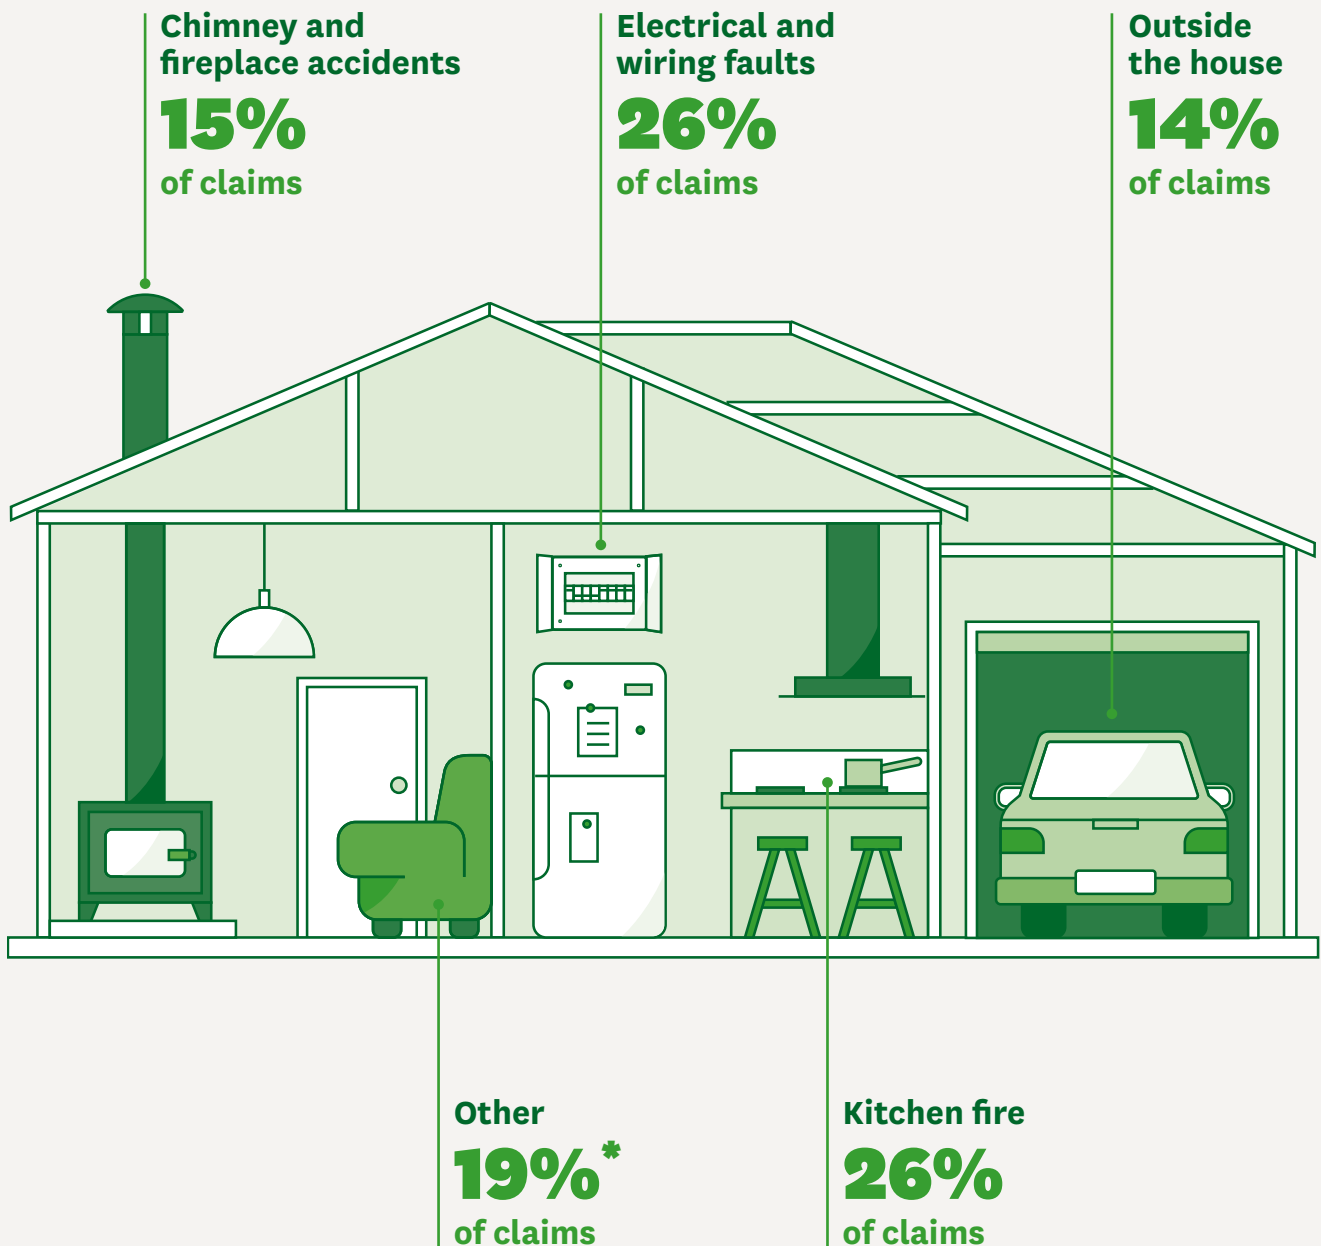 Chimney and
fireplace accidents
15%
of claims
Electrical and
wiring faults
26%
of claims
Outside
the house
14%
of claims
Other
19%*
of claims
Kitchen fire
26%
of claims